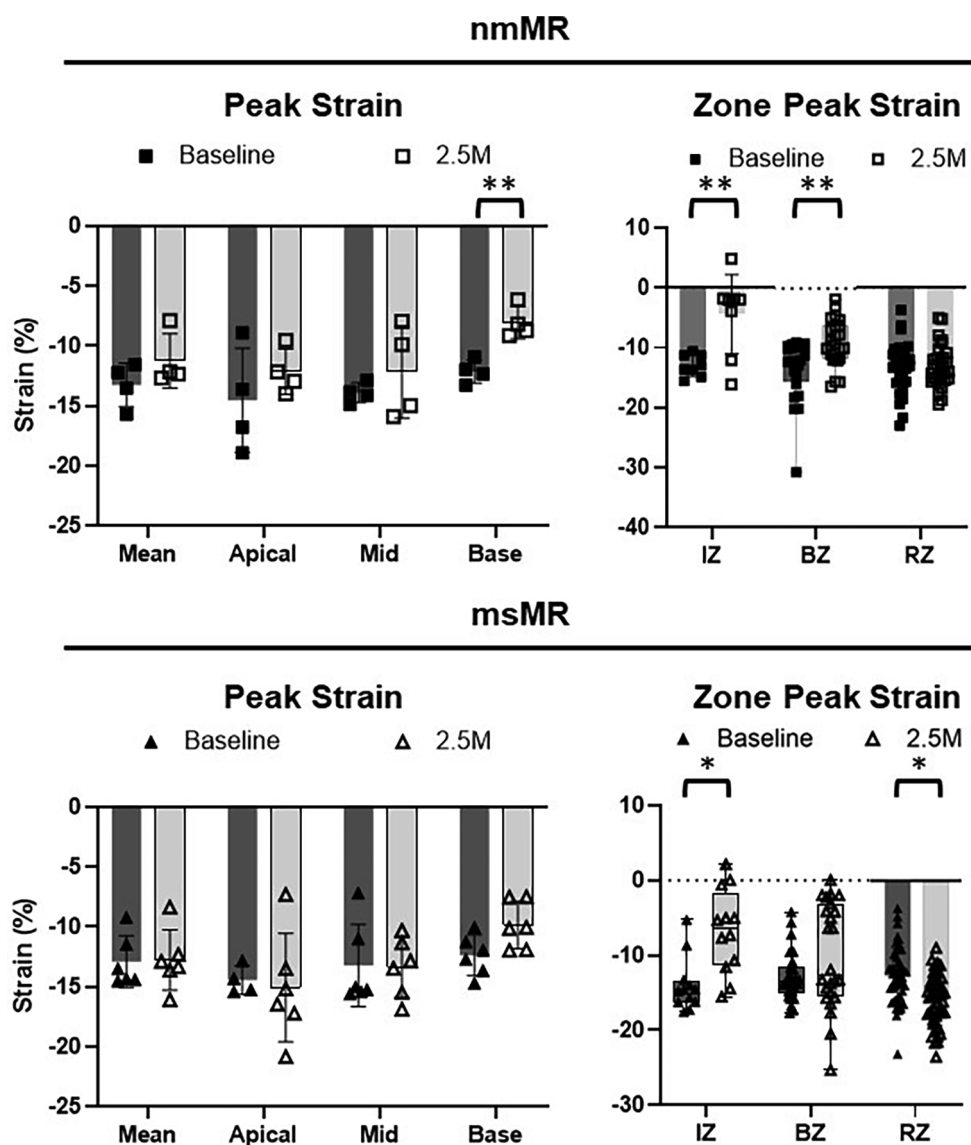 nmMR
Peak Strain
Baseline 2.5M
**
Strain (%)
0
-5
-10
-15
-20
-25
Mean Apical Mid Base
Zone Peak Strain
Baseline 2.5M
** **
10
0
-10
-20
-30
-40
IZ BZ RZ
msMR
Peak Strain
Baseline 2.5M
Strain (%)
0
-5
-10
-15
-20
-25
Mean Apical Mid Base
Zone Peak Strain
Baseline 2.5M
* *
10
0
-10
-20
-30
IZ BZ RZ